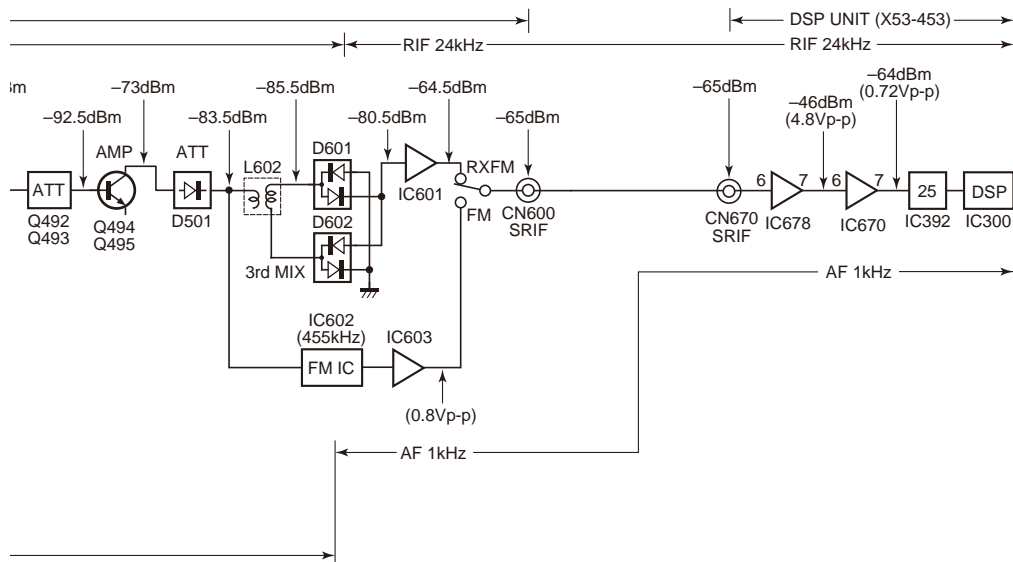 DSP UNIT (X53-453)
RIF 24kHz
RIF 24kHz
–73dBm
–85.5dBm
–64.5dBm
–64dBm
(0.72Vp-p)
–92.5dBm
–83.5dBm
–80.5dBm
–65dBm
–65dBm
–46dBm
(4.8Vp-p)
AMP
ATT
L602
D601
RXFM
ATT
IC601
6
7
6
7
25
DSP
Q492
Q493
Q494
Q495
D501
D602
FM
CN600
SRIF
CN670
SRIF
IC678
IC670
IC392
IC300
3rd MIX
AF 1kHz
IC602
(455kHz)
IC603
FM IC
(0.8Vp-p)
AF 1kHz